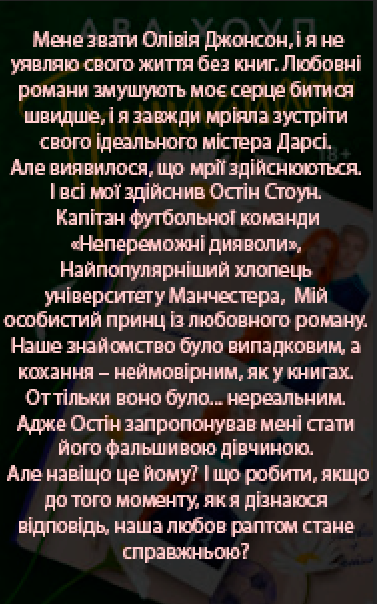 АВА ХОУП
Мене звати Олівія Джонсон, і я не
уявляю свого життя без книг. Любовні
романи змушують моє серце битися
швидше, і я завжди мріяла зустріти
свого ідеального містера Дарсі.
18+
Але виявилося, що мрії здійснюються.
І всі мої здійснив Остін Стоун.
Капітан футбольної команди
«Непереможні дияволи»,
Найпопулярніший хлопець
університету Манчестера, Мій
особистий принц із любовного роману.
Наше знайомство було випадковим, а
кохання – неймовірним, як у книгах.
От тільки воно було... нереальним.
Адже Остін запропонував мені стати
його фальшивою дівчиною.
Але навіщо це йому? І що робити, якщо
до того моменту, як я дізнаюся
відповідь, наша любов раптом стане
справжньою?